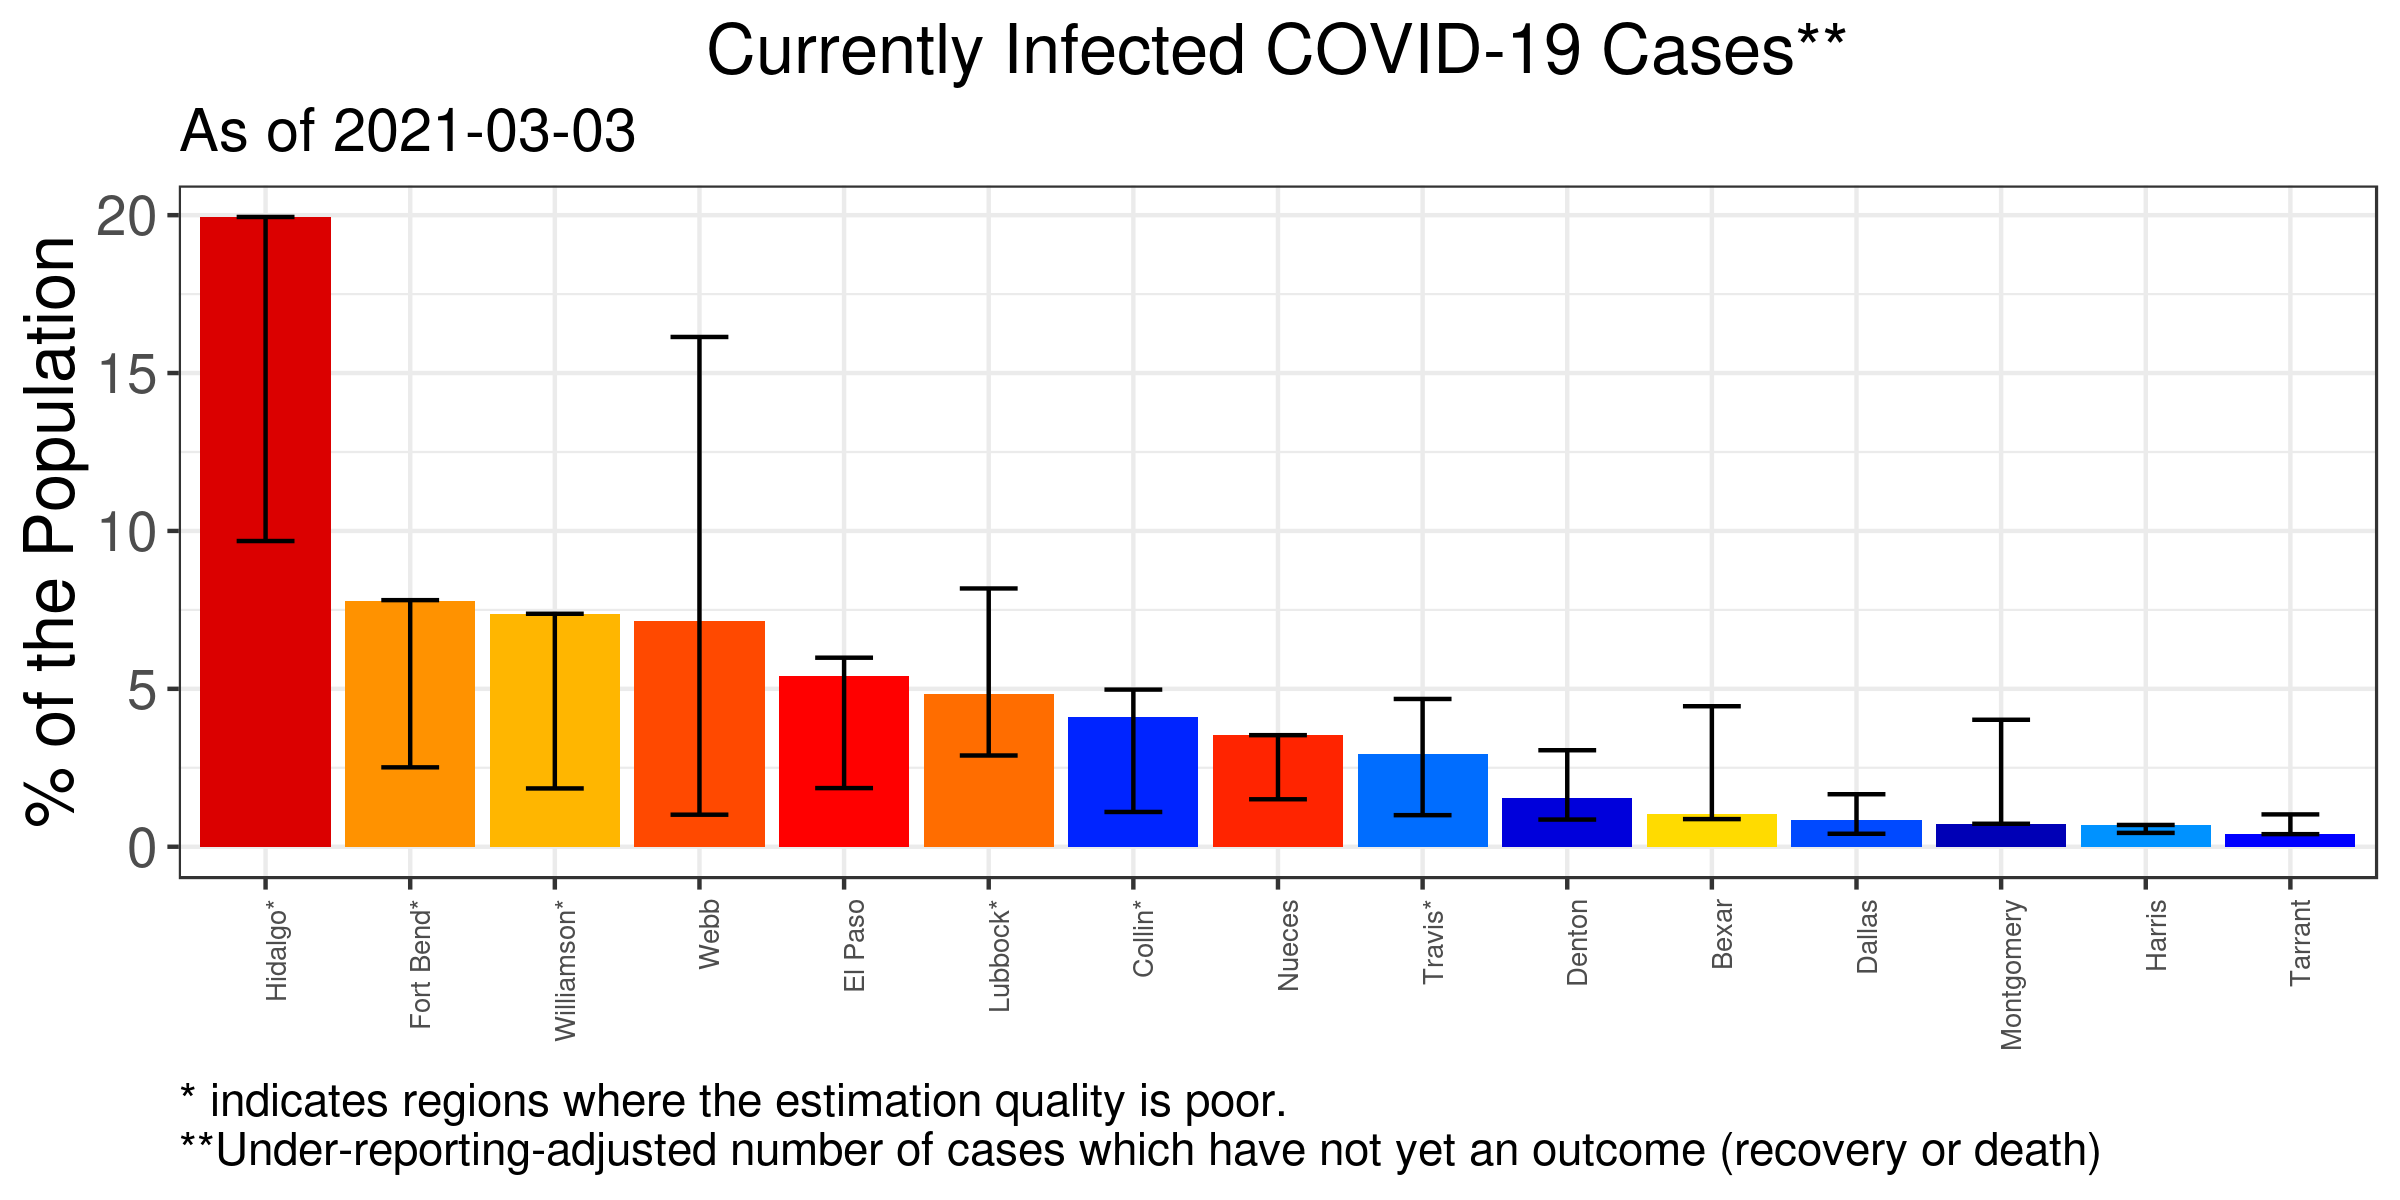 Currently Infected COVID-19 Cases**
As of 2021-03-03
% of the Population
20
15
10
5
0
Hidalgo*
Fort Bend*
Williamson*
Webb
El Paso
Lubbock*
Collin*
Nueces
Travis*
Denton
Bexar
Dallas
Montgomery
Harris
Tarrant
* indicates regions where the estimation quality is poor.
**Under-reporting-adjusted number of cases which have not yet an outcome (recovery or death)